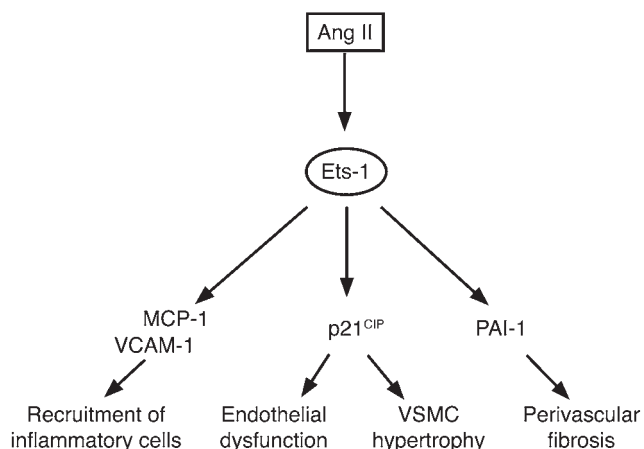 Ang II
Ets-1
MCP-1
VCAM-1
p21CIP
PAI-1
Recruitment of
inflammatory cells
Endothelial
dysfunction
VSMC
hypertrophy
Perivascular
fibrosis